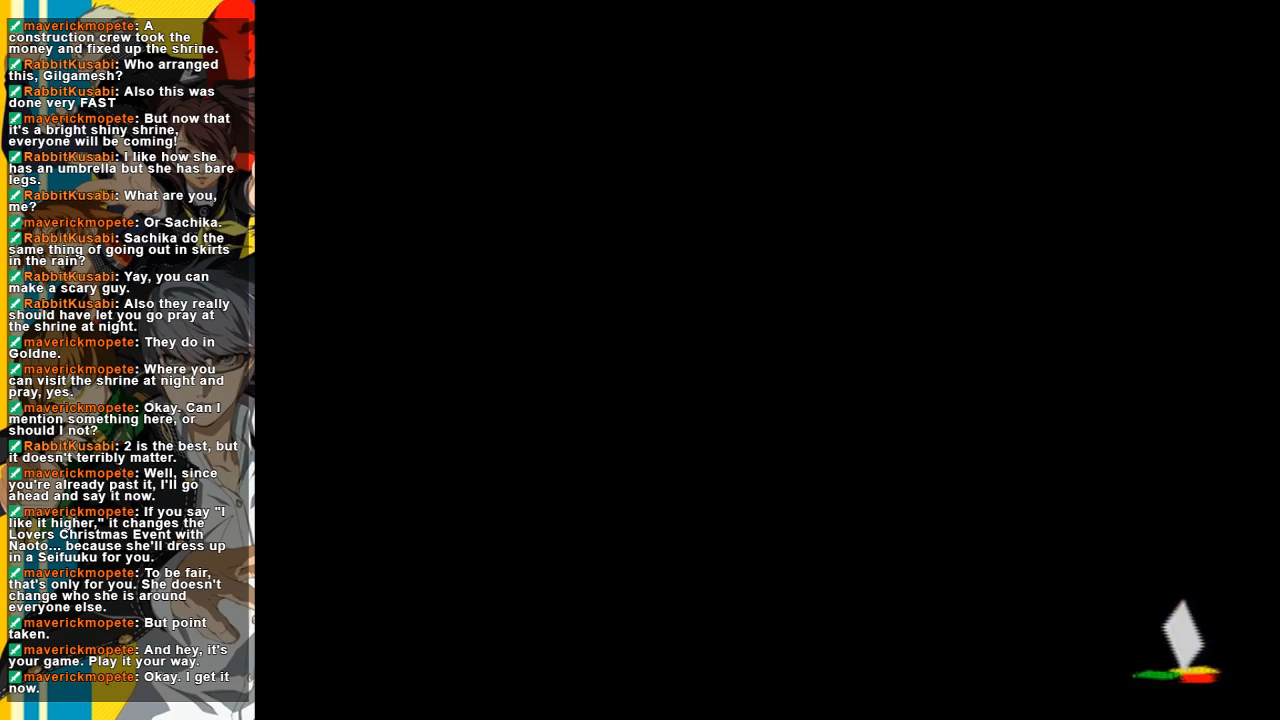 maverickmopete: A
construction crew took the
money and fixed up the shrine.
RabbitKusabi: Who arranged
this, Gilgamesh?
RabbitKusabi: Also this was
done very FAST
maverickmopete: But now that
it's a bright shiny shrine,
everyone will be coming!
RabbitKusabi: I like how she
has an umbrella but she has bare
legs.
RabbitKusabi: What are you,
me?
maverickmopete: Or Sachika.
RabbitKusabi: Sachika do the
same thing of going out in skirts
in the rain?
RabbitKusabi: Yay, you can
make a scary guy.
RabbitKusabi: Also they really
should have let you go pray at
the shrine at night.
maverickmopete: They do in
Goldne.
maverickmopete: Where you
can visit the shrine at night and
pray, yes.
maverickmopete: Okay. Can I
mention something here, or
should I not?
RabbitKusabi: 2 is the best, but
it doesn't terribly matter.
maverickmopete: Well, since
you're already past it, I'll go
ahead and say it now.
maverickmopete: If you say "I
like it higher," it changes the
Lovers Christmas Event with
Naoto... because she'll dress up
in a Seifuuku for you.
maverickmopete: To be fair,
that's only for you. She doesn't
change who she is around
everyone else.
maverickmopete: But point
taken.
maverickmopete: And hey, it's
your game. Play it your way.
maverickmopete: Okay. I get it
now.